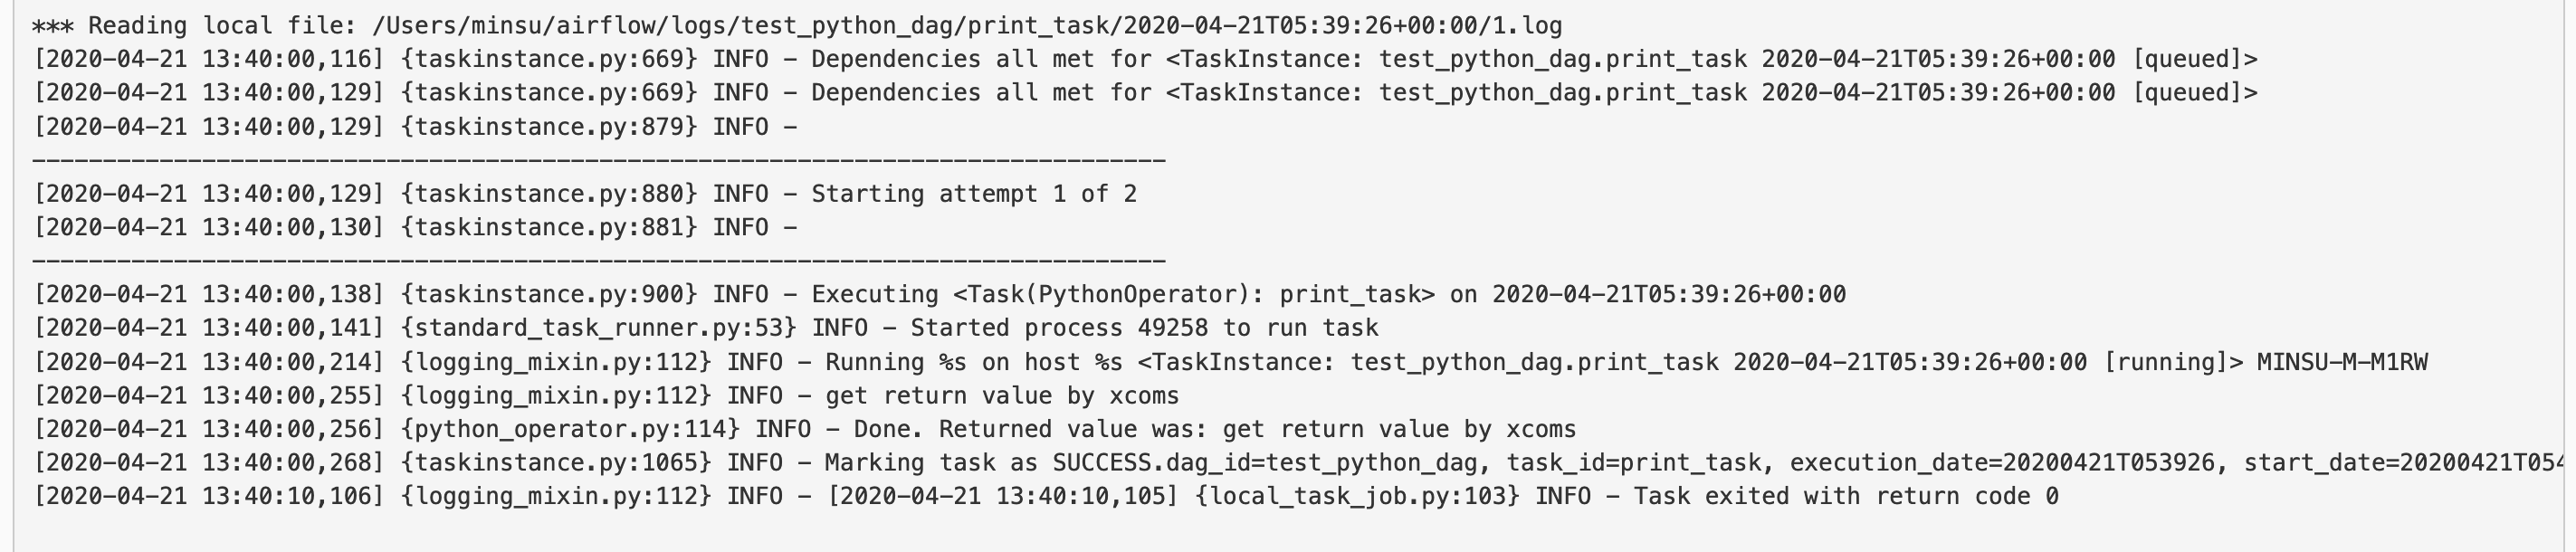 *** Reading local file: /Users/minsu/airflow/logs/test_python_dag/print_task/2020-04-21T05:39:26+00:00/1.log
[2020-04-21 13:40:00,116] {taskinstance.py:669} INFO - Dependencies all met for <TaskInstance: test_python_dag.print_task 2020-04-21T05:39:26+00:00 [queued]>
[2020-04-21 13:40:00,129] {taskinstance.py:669} INFO - Dependencies all met for <TaskInstance: test_python_dag.print_task 2020-04-21T05:39:26+00:00 [queued]>
[2020-04-21 13:40:00,129] {taskinstance.py:879} INFO -
--------------------------------------------------------------------------------
[2020-04-21 13:40:00,129] {taskinstance.py:880} INFO - Starting attempt 1 of 2
[2020-04-21 13:40:00,130] {taskinstance.py:881} INFO -
--------------------------------------------------------------------------------
[2020-04-21 13:40:00,138] {taskinstance.py:900} INFO - Executing <Task(PythonOperator): print_task> on 2020-04-21T05:39:26+00:00
[2020-04-21 13:40:00,141] {standard_task_runner.py:53} INFO - Started process 49258 to run task
[2020-04-21 13:40:00,214] {logging_mixin.py:112} INFO - Running %s on host %s <TaskInstance: test_python_dag.print_task 2020-04-21T05:39:26+00:00 [running]> MINSU-M-M1RW
[2020-04-21 13:40:00,255] {logging_mixin.py:112} INFO - get return value by xcoms
[2020-04-21 13:40:00,256] {python_operator.py:114} INFO - Done. Returned value was: get return value by xcoms
[2020-04-21 13:40:00,268] {taskinstance.py:1065} INFO - Marking task as SUCCESS.dag_id=test_python_dag, task_id=print_task, execution_date=20200421T053926, start_date=20200421T054
[2020-04-21 13:40:10,106] {logging_mixin.py:112} INFO - [2020-04-21 13:40:10,105] {local_task_job.py:103} INFO - Task exited with return code 0